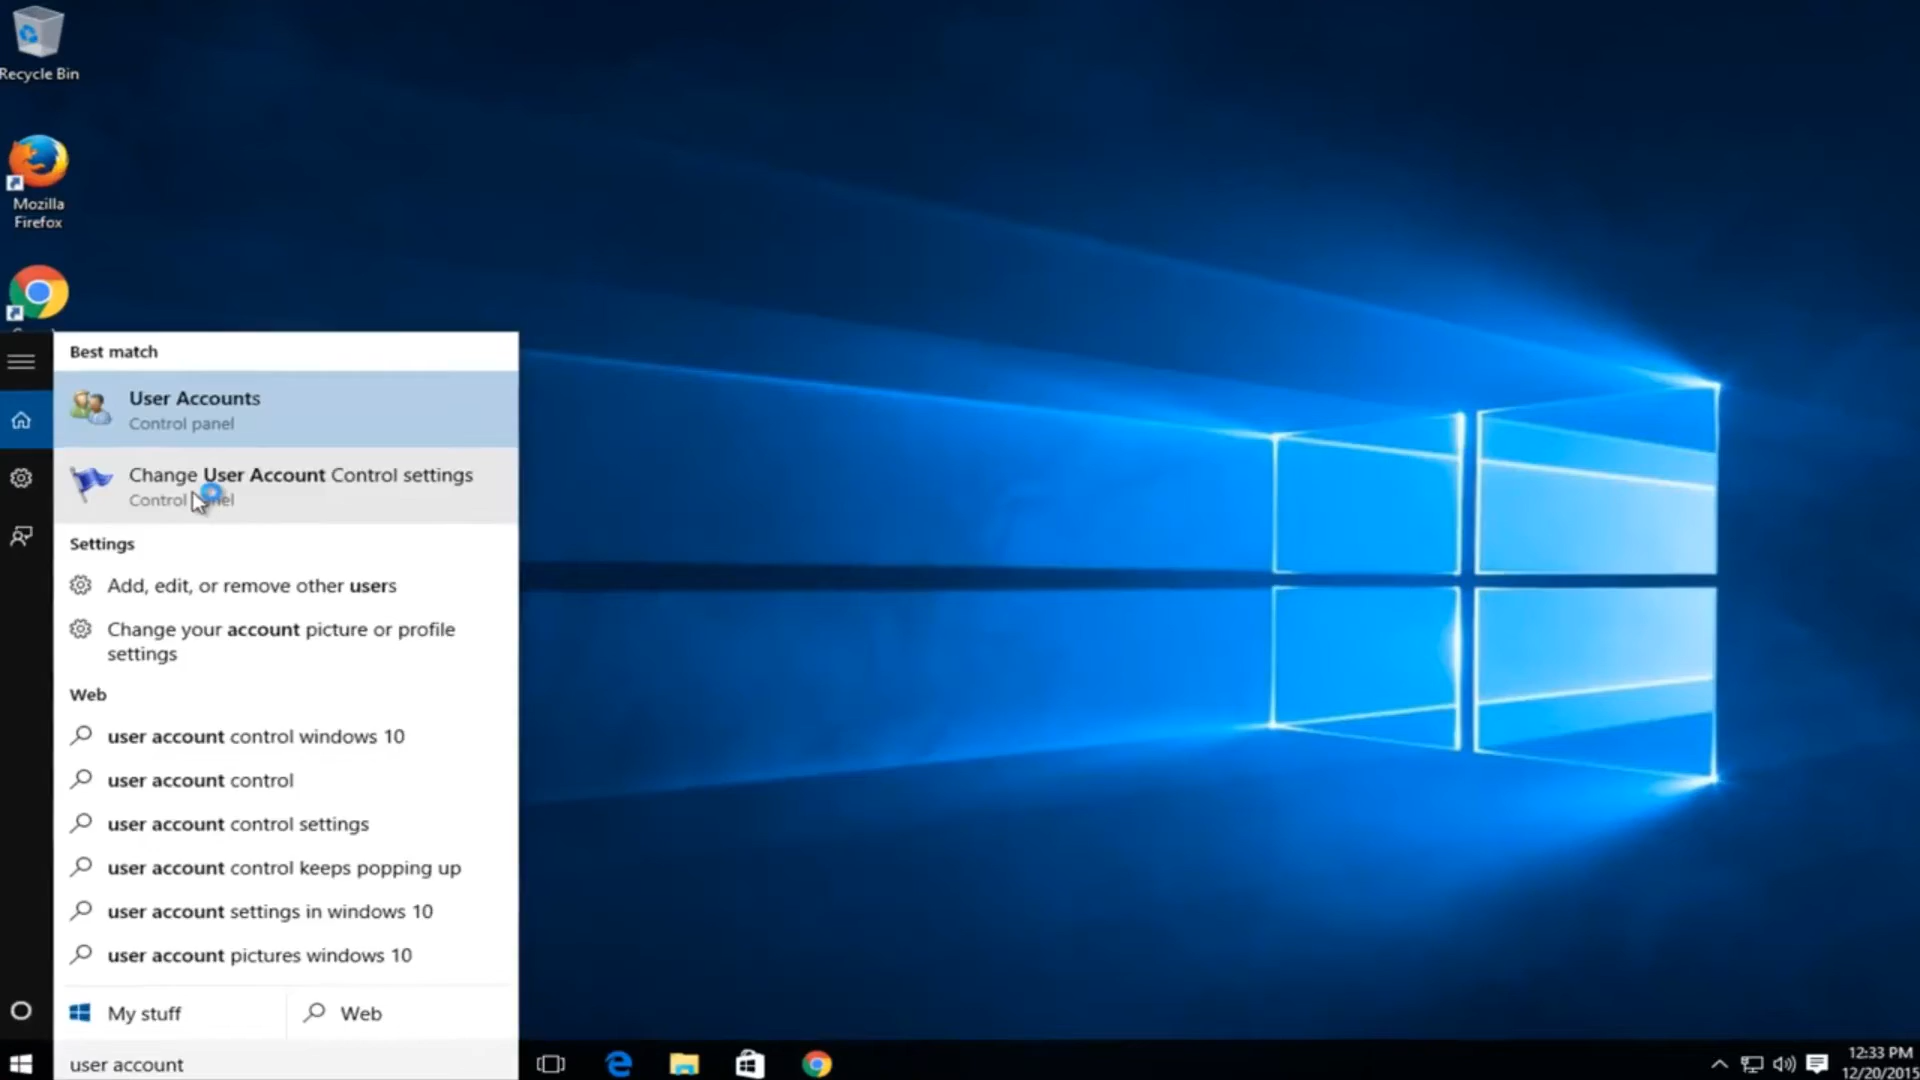 Recycle Bin
Mozilla
Firefox
Best match
User Accounts
Control panel
Change User Account Control settings
Control
Settings
Add, edit, or remove other users
Change your account picture or profile
settings
Web
user account control windows 10
user account control
user account control settings
user account control keeps popping up
user account settings in windows 10
user account pictures windows 10
My stuff
Web
user account
12:33 PM
12/20/2015